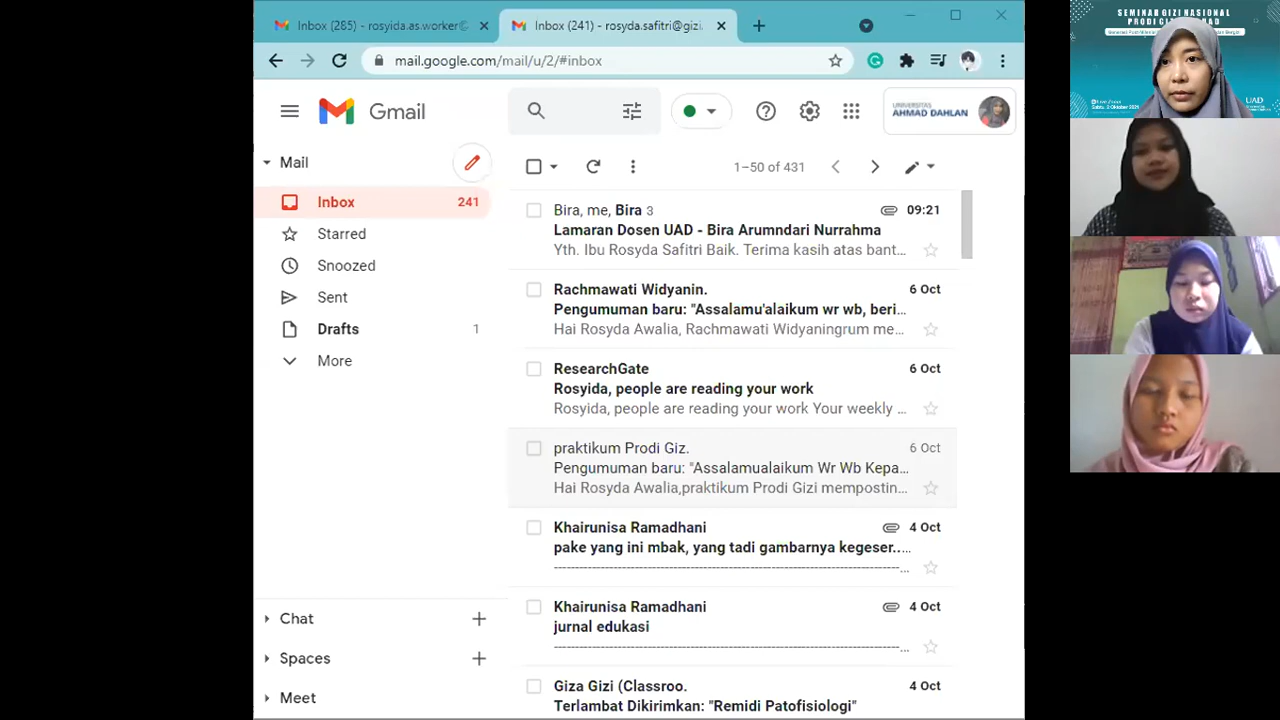 Inbox (285) - rosyida.as.worker@
Inbox (241) - rosyda.safitri@gizi.
mail.google.com/mail/u/2/#inbox
Gmail
UNIVERSITAS
AHMAD DAHLAN
Mail
1–50 of 431
Inbox 241
Starred
Snoozed
Sent
Drafts 1
More
Chat
Spaces
Meet
Bira, me, Bira 3 09:21
Lamaran Dosen UAD - Bira Arumndari Nurrahma
Yth. Ibu Rosyda Safitri Baik. Terima kasih atas bant...
Rachmawati Widyanin. 6 Oct
Pengumuman baru: "Assalamu'alaikum wr wb, beri...
Hai Rosyda Awalia, Rachmawati Widyaningrum me...
ResearchGate 6 Oct
Rosyida, people are reading your work
Rosyida, people are reading your work Your weekly ...
praktikum Prodi Giz. 6 Oct
Pengumuman baru: "Assalamualaikum Wr Wb Kepa...
Hai Rosyda Awalia,praktikum Prodi Gizi mempostin...
Khairunisa Ramadhani 4 Oct
pake yang ini mbak, yang tadi gambarnya kegeser.. ...
Khairunisa Ramadhani 4 Oct
jurnal edukasi
Giza Gizi (Classroo. 4 Oct
Terlambat Dikirimkan: "Remidi Patofisiologi"
SEMINAR GIZI NASIONAL
PRODI
UAD